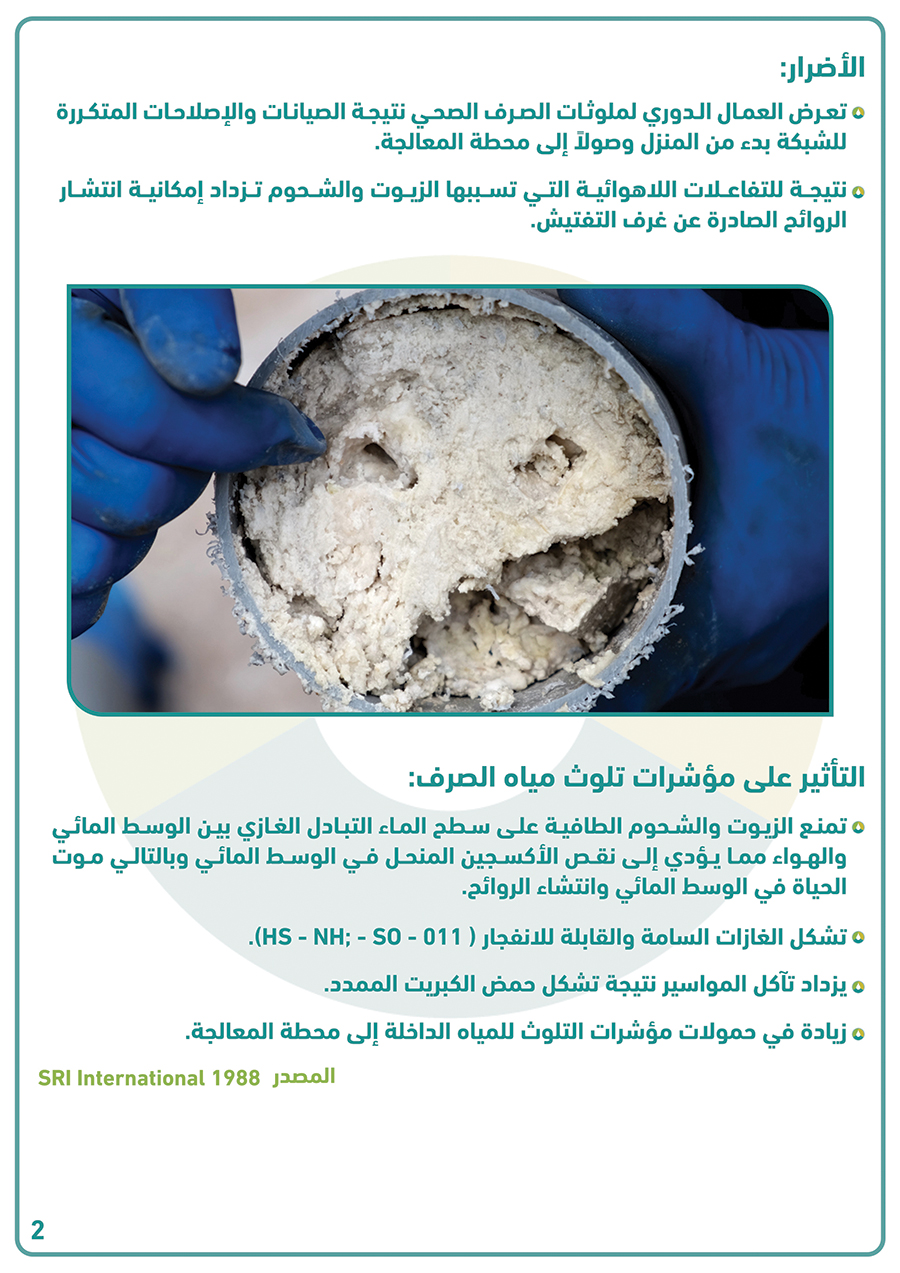 الأضرار:
تعرض العمال الدوري لملوثات الصرف الصحي نتيجة الصيانات والإصلاحات المتكررة
للشبكة بدء من المنزل وصولاً إلى محطة المعالجة.
نتيجة للتفاعلات اللاهوائية التي تسببها الزيوت والشحوم تزداد إمكانية انتشار
الروائح الصادرة عن غرف التفتيش.
التأثير على مؤشرات تلوث مياه الصرف:
تمنع الزيوت والشحوم الطافية على سطح الماء التبادل الغازي بين الوسط المائي
والهواء مما يؤدي إلى نقص الأكسجين المنحل في الوسط المائي وبالتالي موت
الحياة في الوسط المائي وانتشاء الروائح.
تشكل الغازات السامة والقابلة للانفجار ( HS - NH; - SO - 011).
يزداد تآكل المواسير نتيجة تشكل حمض الكبريت الممدد.
زيادة في حمولات مؤشرات التلوث للمياه الداخلة إلى محطة المعالجة.
المصدر SRI International 1988
2